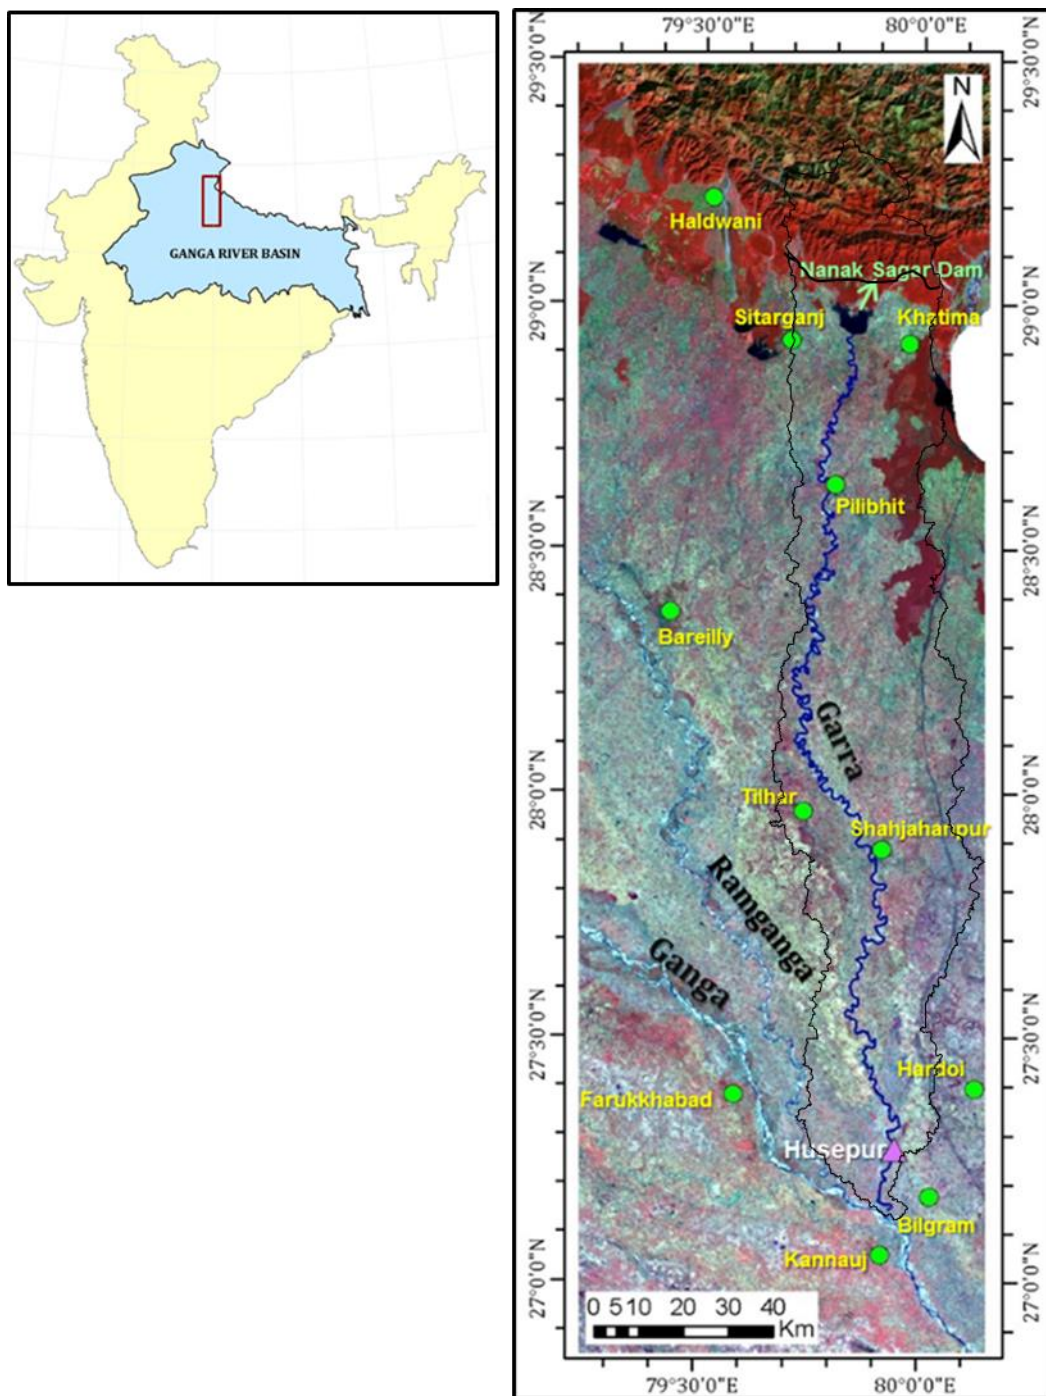 GANGA RIVER BASIN
79°30'0"E
80°0'0"E
29°30'0"N
29°30'0"N
N
Haldwani
Nanak Sagar Dam
29°0'0"N
29°0'0"N
Sitarganj
Khatima
Pilibhit
28°30'0"N
28°30'0"N
Bareilly
Garra
28°0'0"N
28°0'0"N
Tilhar
Shahjahanpur
Ramganga
Ganga
27°30'0"N
27°30'0"N
Hardoi
Farukkhabad
Husepur
Bilgram
Kannauj
27°0'0"N
27°0'0"N
0 5 10 20 30 40
Km
79°30'0"E
80°0'0"E